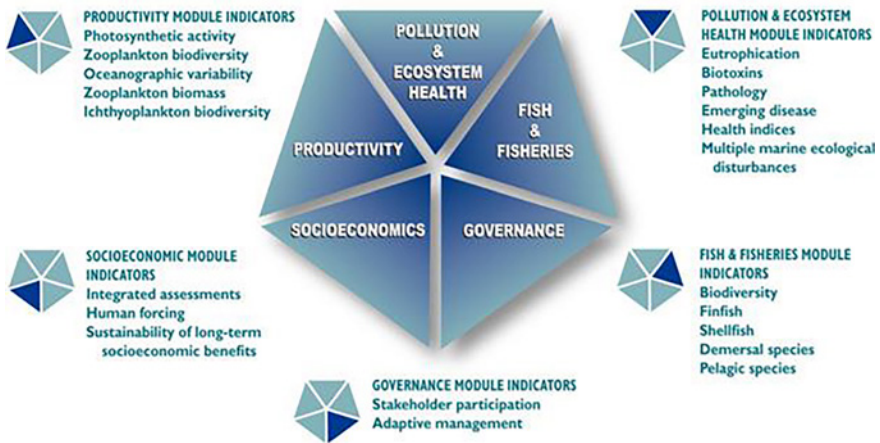 PRODUCTIVITY MODULE INDICATORS
Photosynthetic activity
Zooplankton biodiversity
Oceanographic variability
Zooplankton biomass
Ichthyoplankton biodiversity
POLLUTION
&
ECOSYSTEM
HEALTH
FISH
&
FISHERIES
PRODUCTIVITY
SOCIOECONOMICS
GOVERNANCE
POLLUTION & ECOSYSTEM
HEALTH MODULE INDICATORS
Eutrophication
Biotoxins
Pathology
Emerging disease
Health indices
Multiple marine ecological
disturbances
SOCIOECONOMIC MODULE
INDICATORS
Integrated assessments
Human forcing
Sustainability of long-term
socioeconomic benefits
FISH & FISHERIES MODULE
INDICATORS
Biodiversity
Finfish
Shellfish
Demersal species
Pelagic species
GOVERNANCE MODULE INDICATORS
Stakeholder participation
Adaptive management